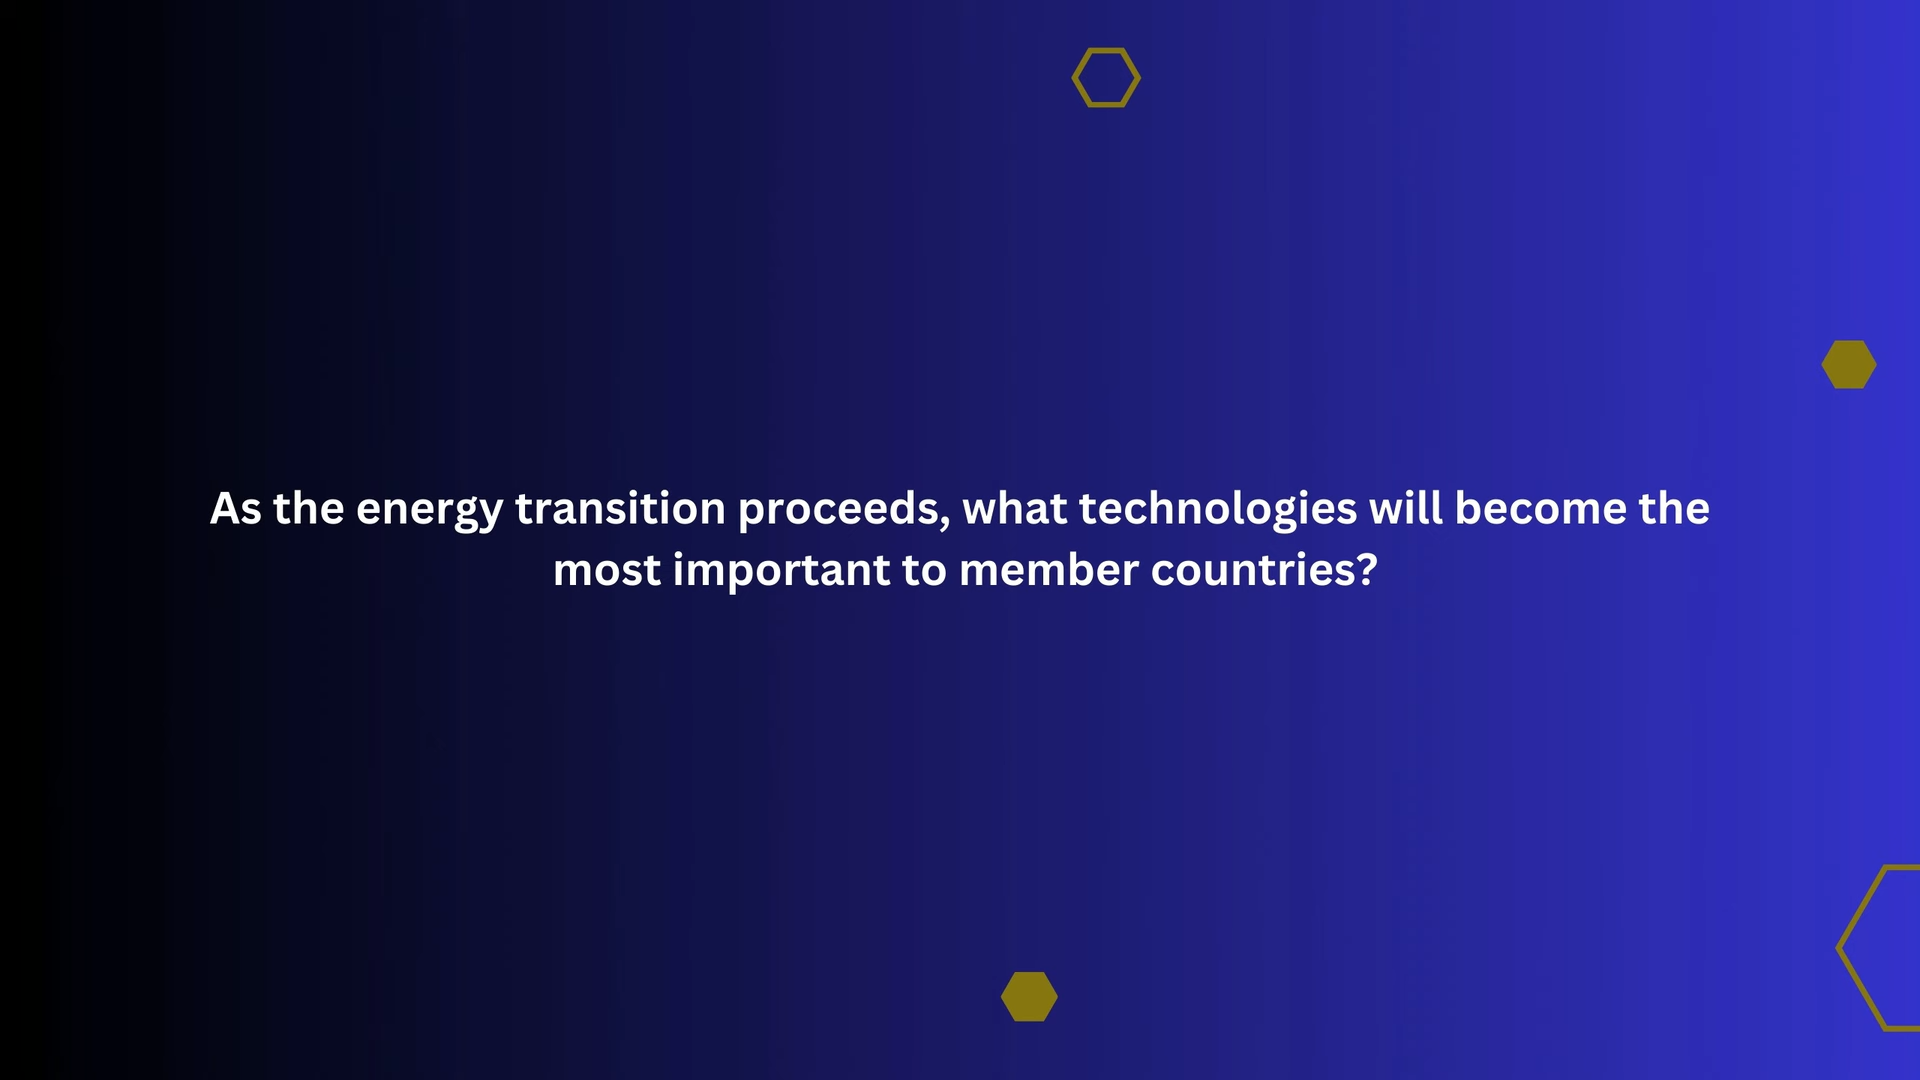 As the energy transition proceeds, what technologies will become the
most important to member countries?